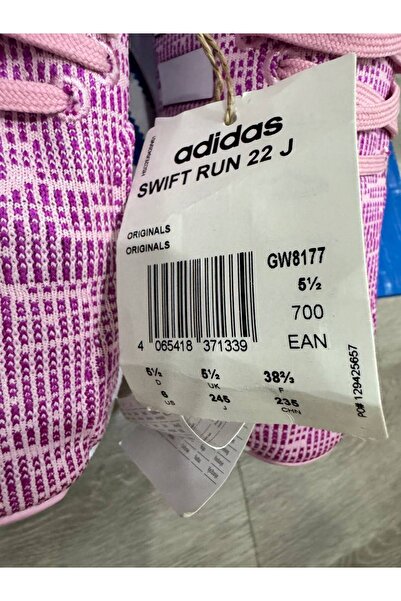 adidas
SWIFT RUN 22 J
ORIGINALS
ORIGINALS
GW8177
5½
700
EAN
4 065418 371339
5½ 5½ 38⅔
D UK F
6 245 235
US J CHN
PO# 129425657